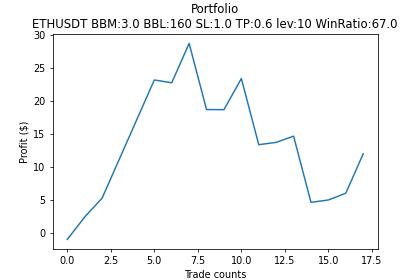 Portfolio
ETHUSDT BBM:3.0 BBL:160 SL:1.0 TP:0.6 lev:10 WinRatio:67.0
30
25
20
15
10
5
0
Profit ($)
0.0 2.5 5.0 7.5 10.0 12.5 15.0 17.5
Trade counts